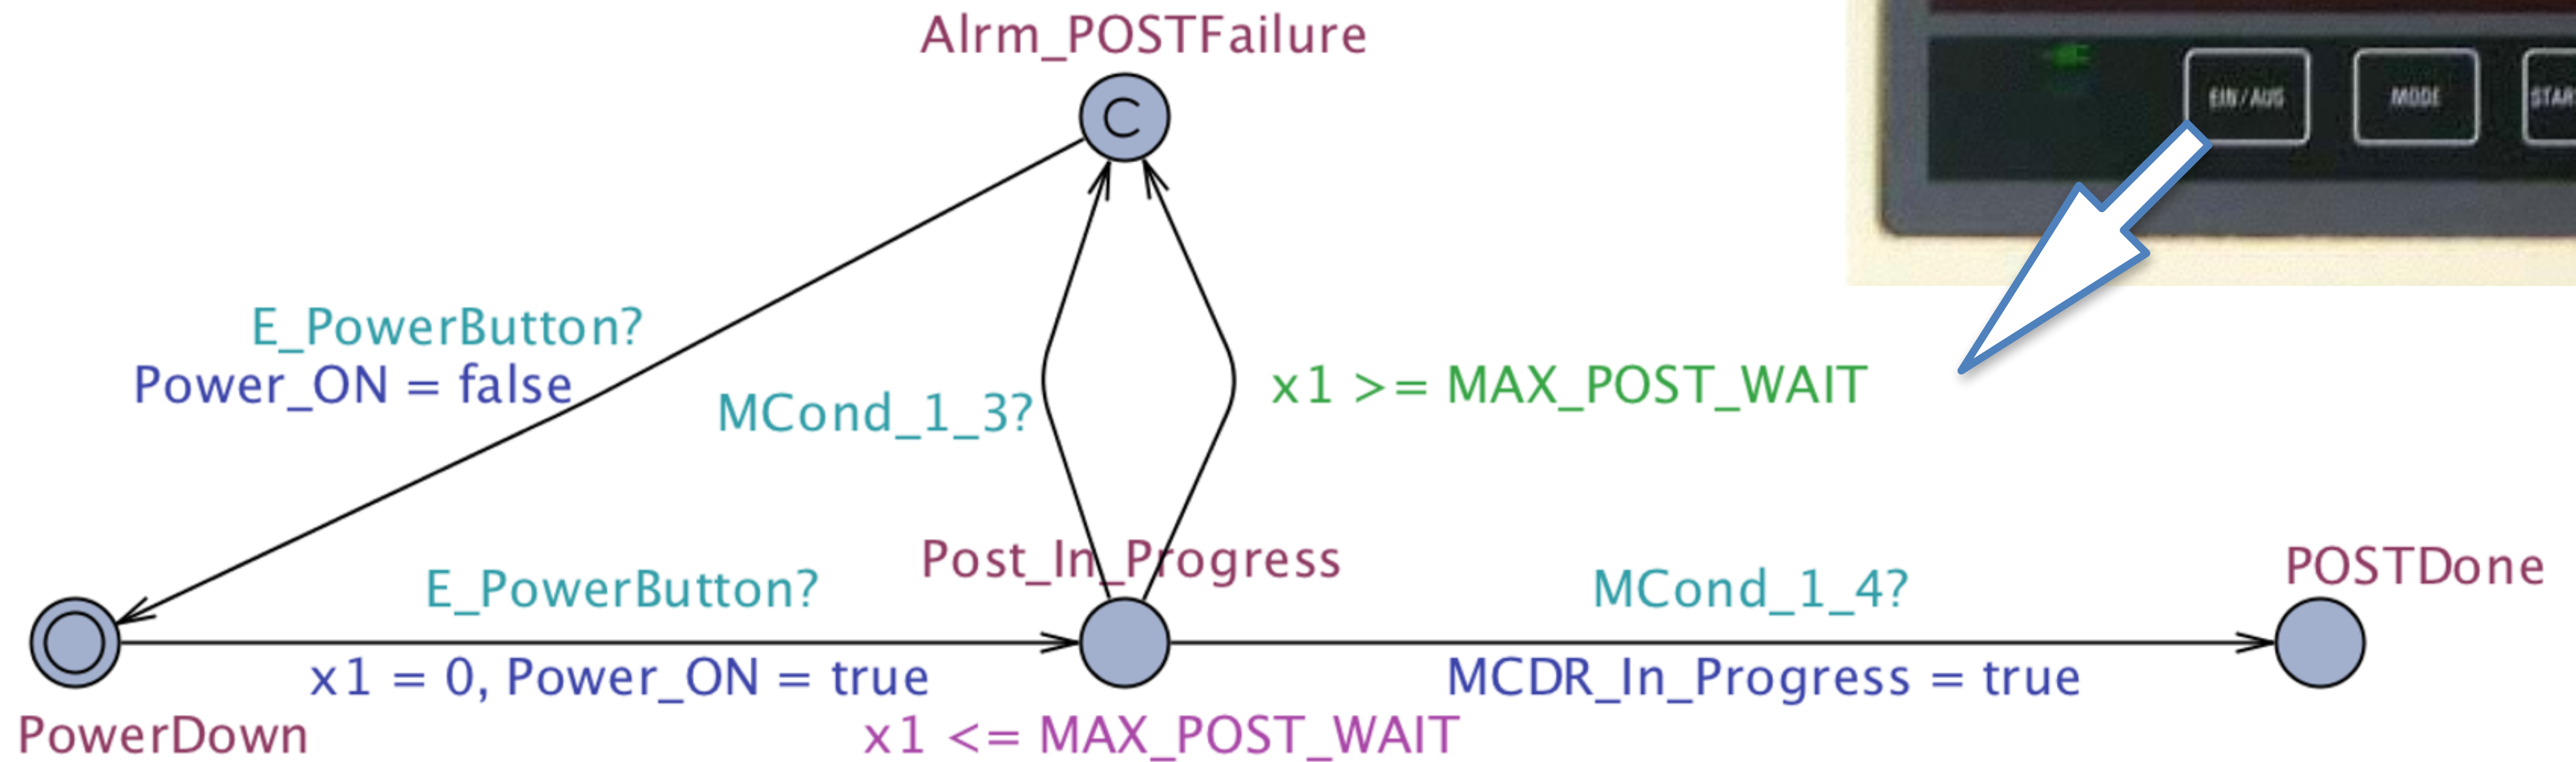 Alrm_POSTFailure
C
EIN/AUS
MODE
E_PowerButton?
Power_ON = false
MCond_1_3?
x1 >= MAX_POST_WAIT
Post_In_Progress
E_PowerButton?
x1 = 0, Power_ON = true
PowerDown
x1 <= MAX_POST_WAIT
MCond_1_4?
MCDR_In_Progress = true
POSTDone